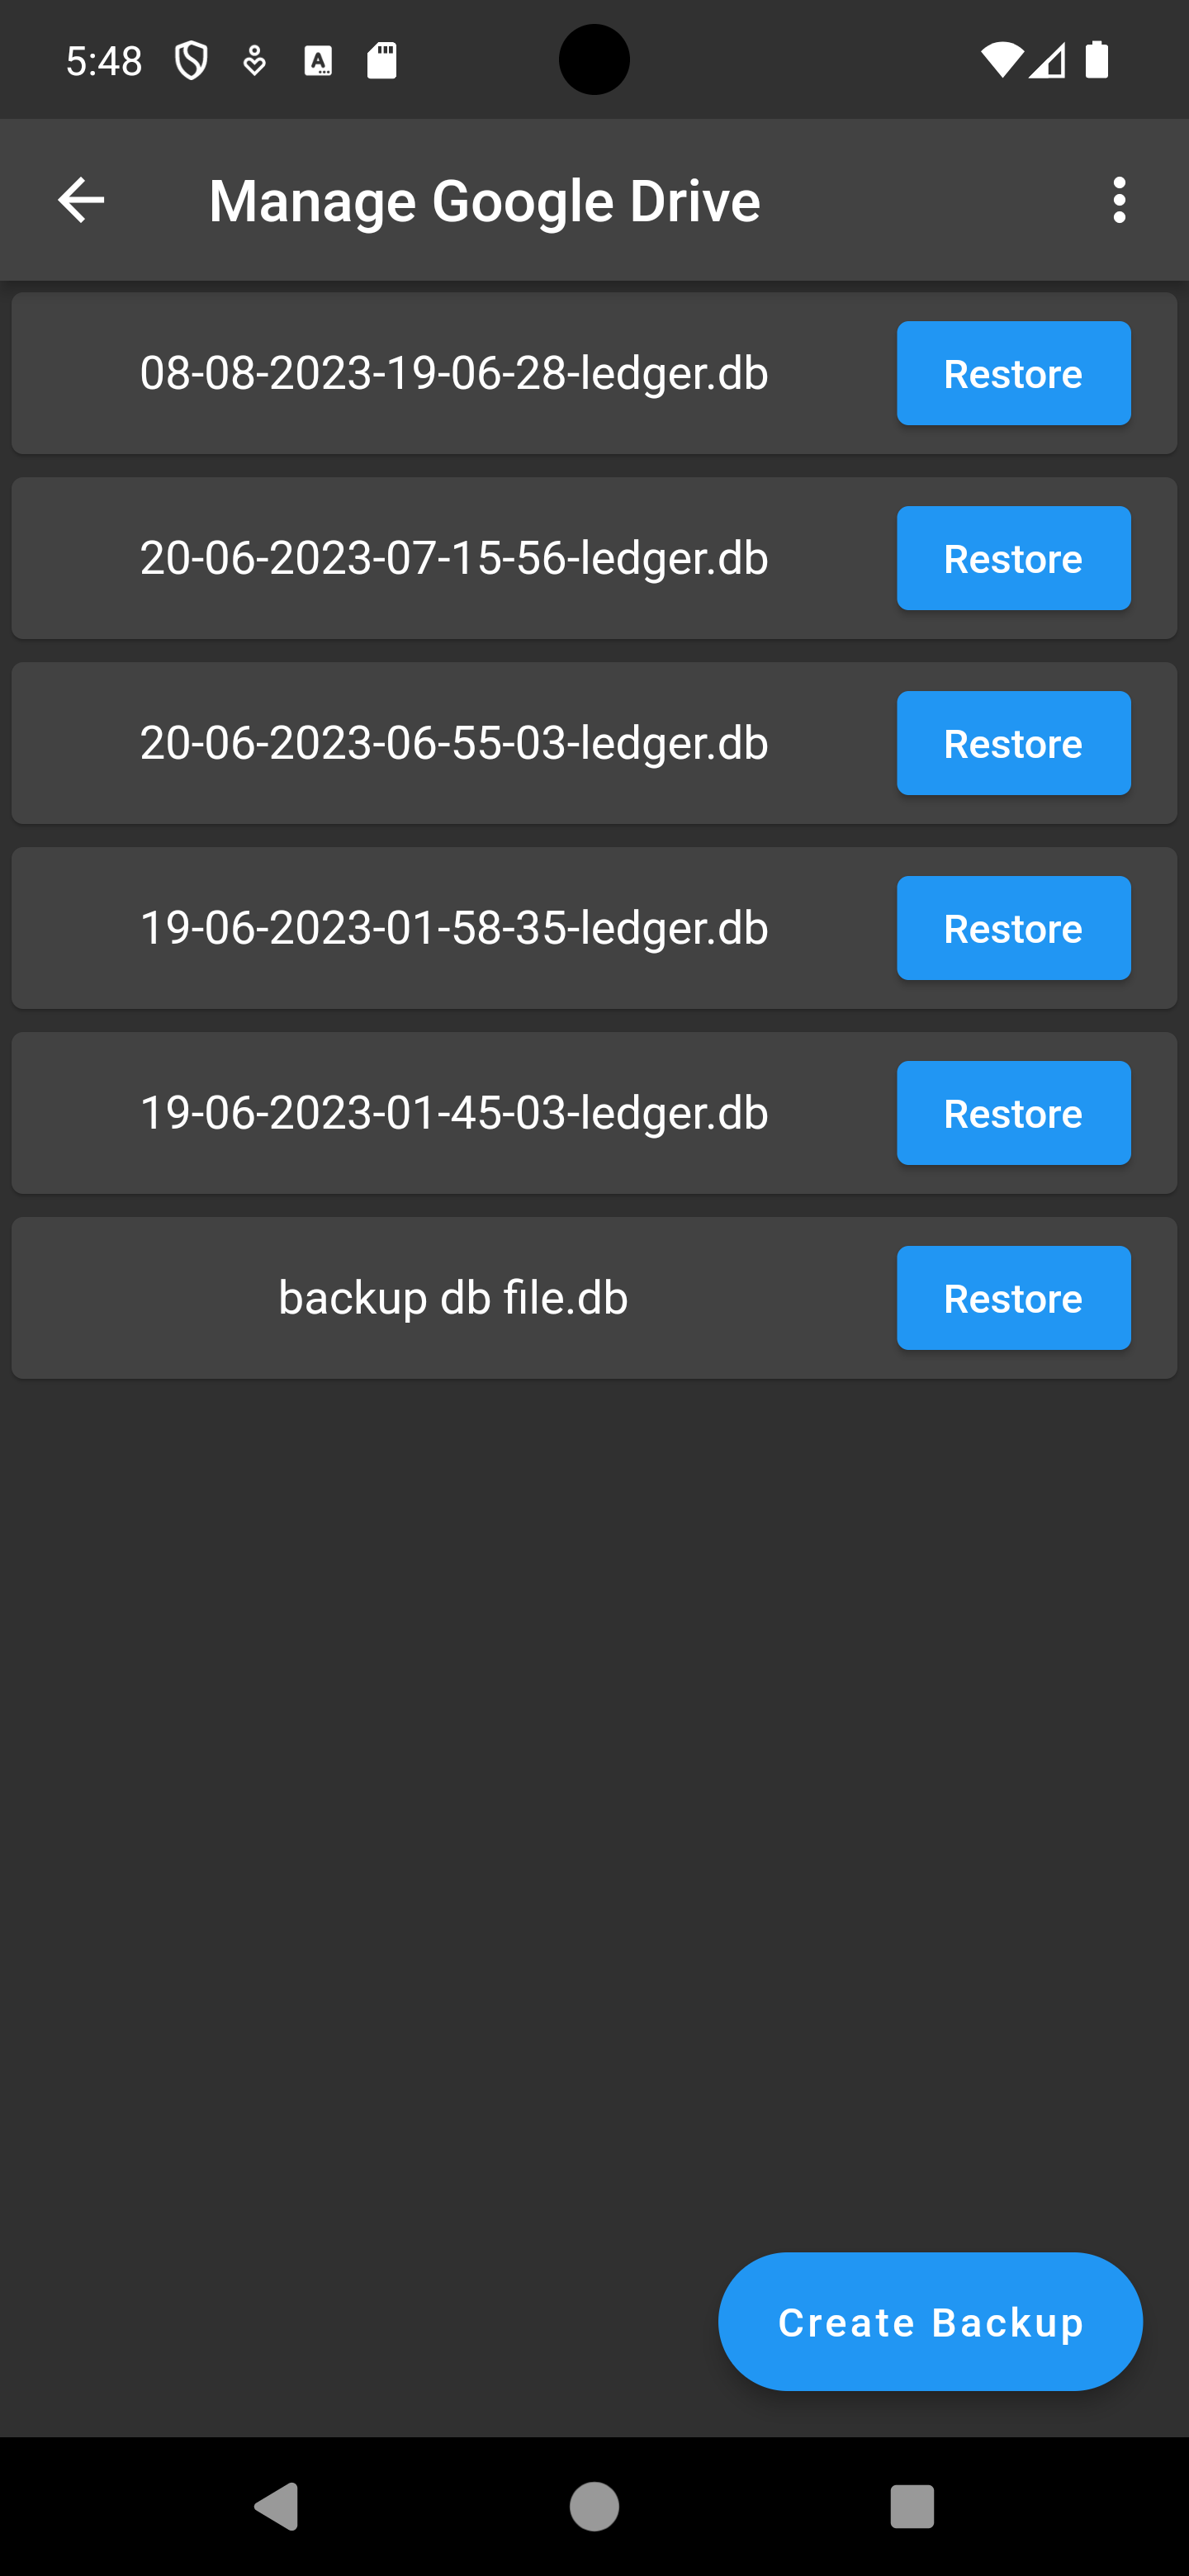 5:48
Manage Google Drive
08-08-2023-19-06-28-ledger.db Restore
20-06-2023-07-15-56-ledger.db Restore
20-06-2023-06-55-03-ledger.db Restore
19-06-2023-01-58-35-ledger.db Restore
19-06-2023-01-45-03-ledger.db Restore
backup db file.db Restore
Create Backup